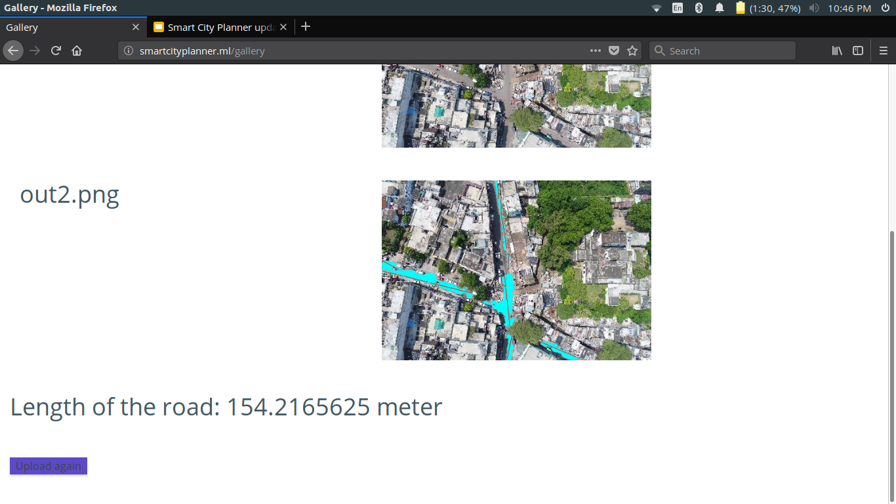 Gallery - Mozilla Firefox
En
(1:30, 47%)
10:46 PM
Gallery
Smart City Planner upda
smartcityplanner.ml/gallery
Search
out2.png
Length of the road: 154.2165625 meter
Upload again